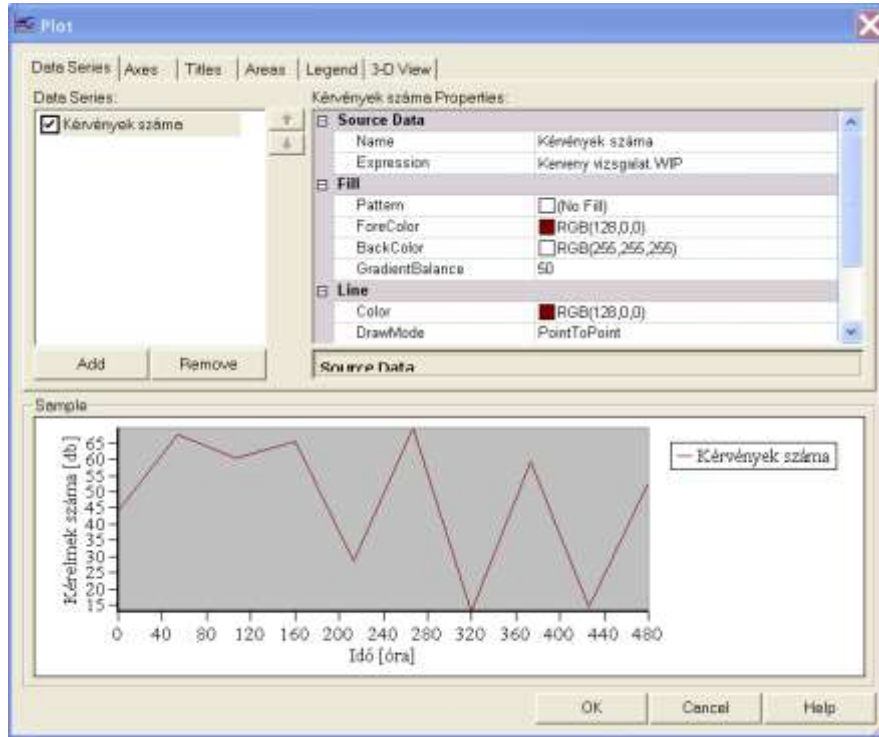 Plot
Data Series Axes Titles Areas Legend 3-D View
Data Series:
Kérvények száma
Add Remove
Kérvények száma Properties:
Source Data
Name Kérvények száma
Expression Kerveny vizsgalat.WIP
Fill
Pattern (No Fill)
ForeColor RGB(128,0,0)
BackColor RGB(255,255,255)
GradientBalance 50
Line
Color RGB(128,0,0)
DrawMode PointToPoint
Source Data
Sample
Kérelmek száma [db]
65
60
55
50
45
40
35
30
25
20
15
0 40 80 120 160 200 240 280 320 360 400 440 480
Idő [óra]
Kérvények száma
OK Cancel Help